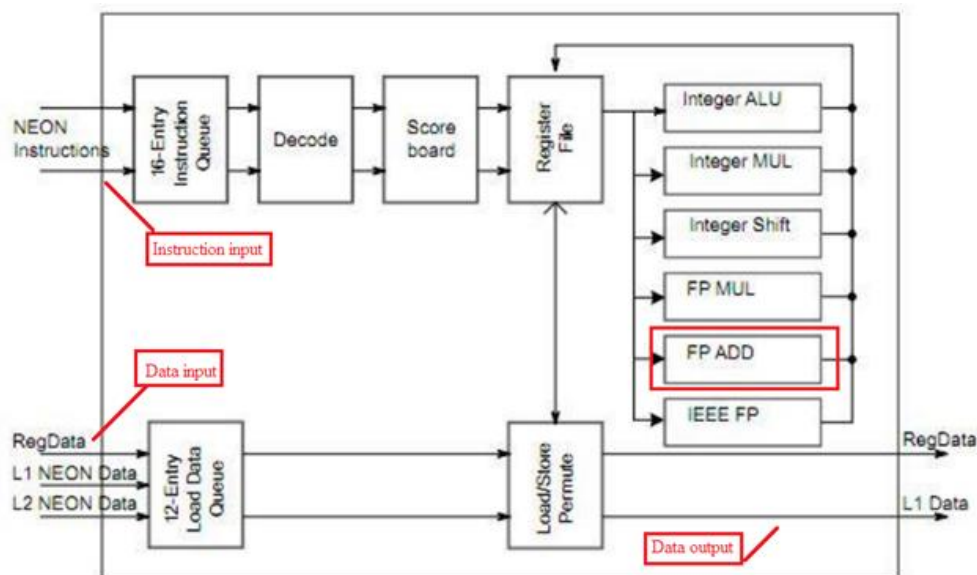 NEON
Instructions
16-Entry
Instruction
Queue
Decode
Score
board
Register
File
Integer ALU
Integer MUL
Integer Shift
FP MUL
FP ADD
IEEE FP
Instruction input
Data input
RegData
L1 NEON Data
L2 NEON Data
12-Entry
Load Data
Queue
Load/Store
Permute
RegData
L1 Data
Data output